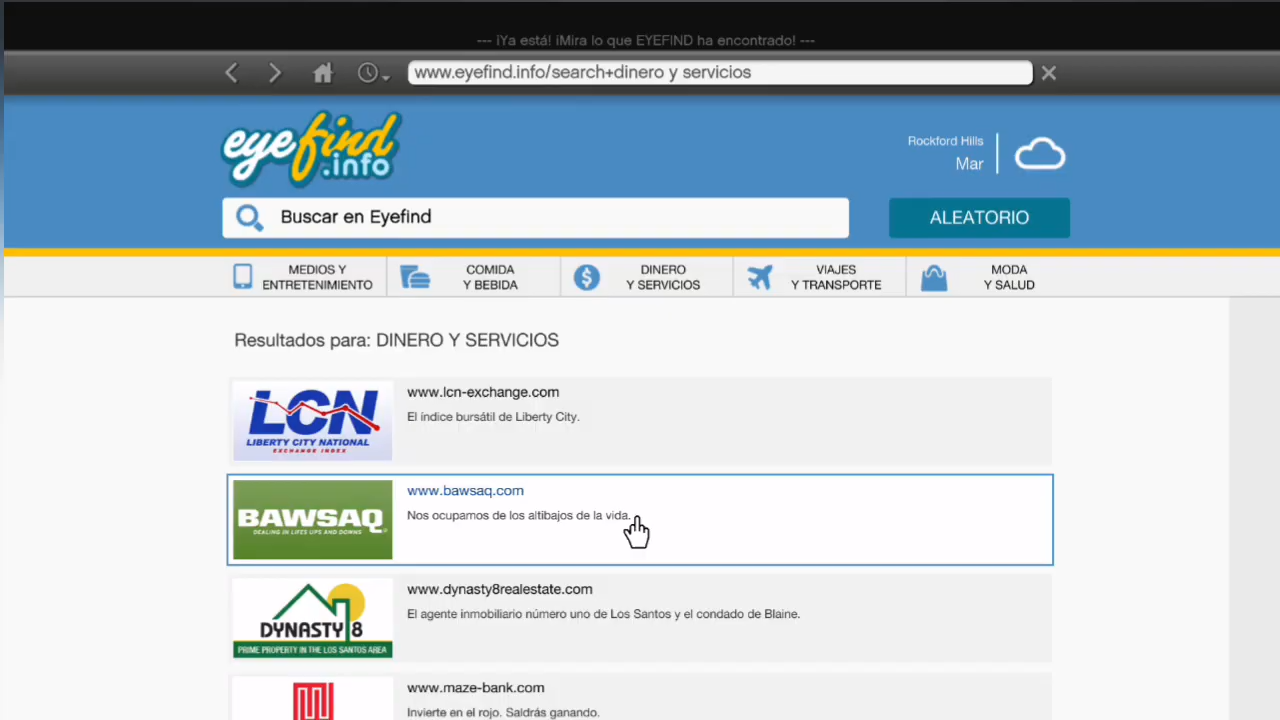 --- ¡Ya está! ¡Mira lo que EYEFIND ha encontrado! ---
www.eyefind.info/search+dinero y servicios
eyefind
.info
Rockford Hills
Mar
Buscar en Eyefind
ALEATORIO
MEDIOS Y
ENTRETENIMIENTO
COMIDA
Y BEBIDA
DINERO
Y SERVICIOS
VIAJES
Y TRANSPORTE
MODA
Y SALUD
Resultados para: DINERO Y SERVICIOS
LCN
LIBERTY CITY NATIONAL
EXCHANGE INDEX
www.lcn-exchange.com
El índice bursátil de Liberty City.
BAWSAQ
DEALING IN LIFE'S UPS AND DOWNS
www.bawsaq.com
Nos ocupamos de los altibajos de la vida.
DYNASTY 8
PRIME PROPERTY IN THE LOS SANTOS AREA
www.dynasty8realestate.com
El agente inmobiliario número uno de Los Santos y el condado de Blaine.
www.maze-bank.com
Invierte en el rojo. Saldrás ganando.